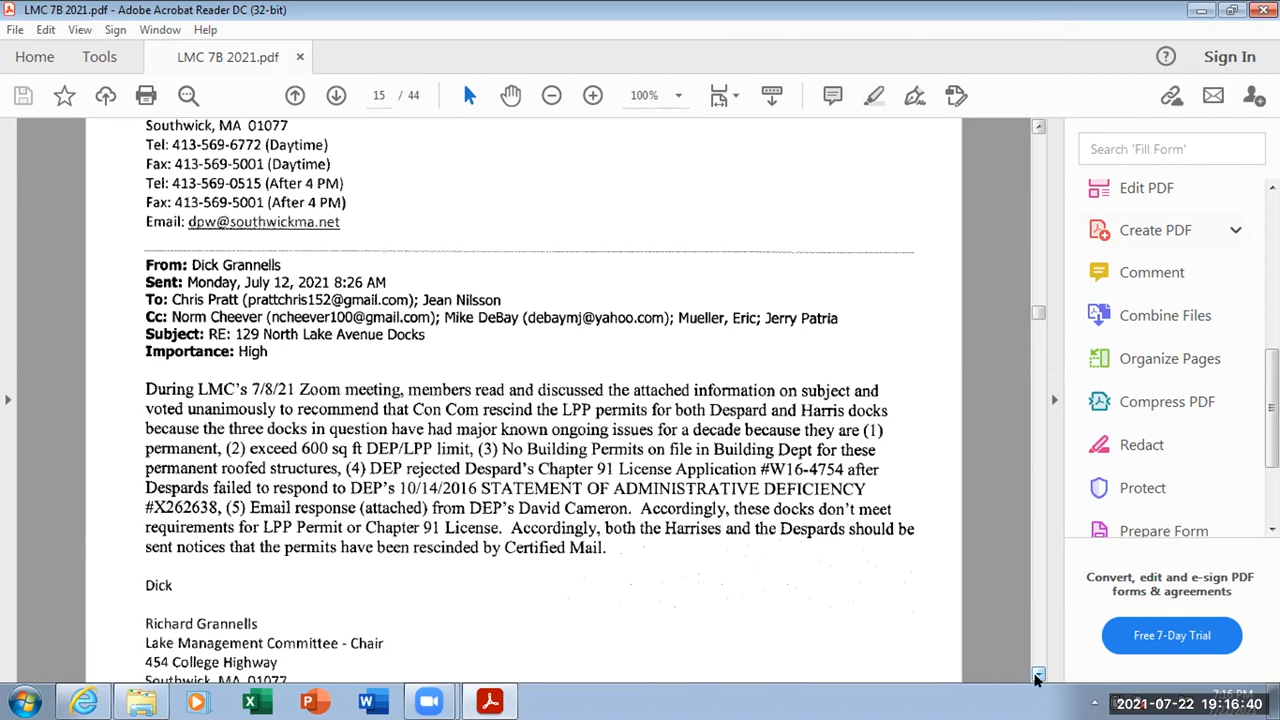 LMC 7B 2021.pdf - Adobe Acrobat Reader DC (32-bit)
File Edit View Sign Window Help
Home Tools LMC 7B 2021.pdf × Sign In
15 / 44 100%
Southwick, MA 01077
Tel: 413-569-6772 (Daytime)
Fax: 413-569-5001 (Daytime)
Tel: 413-569-0515 (After 4 PM)
Fax: 413-569-5001 (After 4 PM)
Email: dpw@southwickma.net
From: Dick Grannells
Sent: Monday, July 12, 2021 8:26 AM
To: Chris Pratt (prattchris152@gmail.com); Jean Nilsson
Cc: Norm Cheever (ncheever100@gmail.com); Mike DeBay (debaymj@yahoo.com); Mueller, Eric; Jerry Patria
Subject: RE: 129 North Lake Avenue Docks
Importance: High
During LMC's 7/8/21 Zoom meeting, members read and discussed the attached information on subject and
voted unanimously to recommend that Con Com rescind the LPP permits for both Despard and Harris docks
because the three docks in question have had major known ongoing issues for a decade because they are (1)
permanent, (2) exceed 600 sq ft DEP/LPP limit, (3) No Building Permits on file in Building Dept for these
permanent roofed structures, (4) DEP rejected Despard's Chapter 91 License Application #W16-4754 after
Despards failed to respond to DEP's 10/14/2016 STATEMENT OF ADMINISTRATIVE DEFICIENCY
#X262638, (5) Email response (attached) from DEP's David Cameron. Accordingly, these docks don't meet
requirements for LPP Permit or Chapter 91 License. Accordingly, both the Harrises and the Despards should be
sent notices that the permits have been rescinded by Certified Mail.
Dick
Richard Grannells
Lake Management Committee - Chair
454 College Highway
Southwick, MA 01077
Search 'Fill Form'
Edit PDF
Create PDF
Comment
Combine Files
Organize Pages
Compress PDF
Redact
Protect
Prepare Form
Convert, edit and e-sign PDF
forms & agreements
Free 7-Day Trial
7:16 PM
2021-07-22 19:16:40